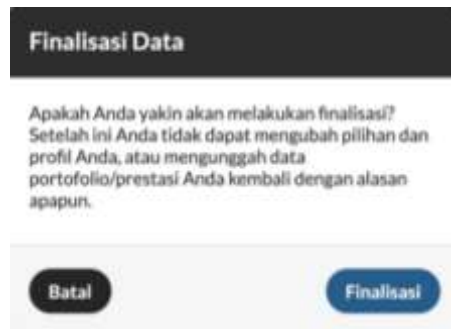 Finalisasi Data
Apakah Anda yakin akan melakukan finalisasi?
Setelah ini Anda tidak dapat mengubah pilihan dan
profil Anda, atau mengunggah data
portofolio/prestasi Anda kembali dengan alasan
apapun.
Batal
Finalisasi